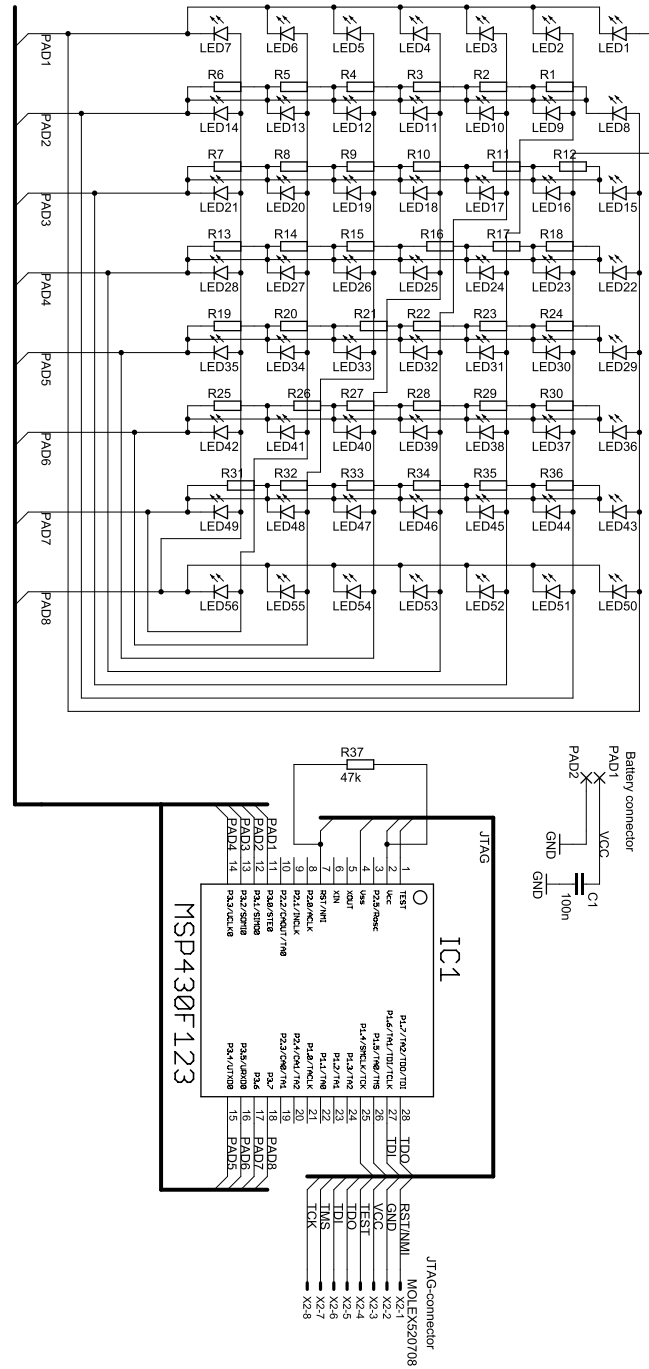 PAD1
LED7 LED6 LED5 LED4 LED3 LED2 LED1
R6 R5 R4 R3 R2 R1
PAD2
LED14 LED13 LED12 LED11 LED10 LED9 LED8
R7 R8 R9 R10 R11 R12
PAD3
LED21 LED20 LED19 LED18 LED17 LED16 LED15
R13 R14 R15 R16 R17 R18
PAD4
LED28 LED27 LED26 LED25 LED24 LED23 LED22
R19 R20 R21 R22 R23 R24
PAD5
LED35 LED34 LED33 LED32 LED31 LED30 LED29
R25 R26 R27 R28 R29 R30
PAD6
LED42 LED41 LED40 LED39 LED38 LED37 LED36
R31 R32 R33 R34 R35 R36
PAD7
LED49 LED48 LED47 LED46 LED45 LED44 LED43
PAD8
LED56 LED55 LED54 LED53 LED52 LED51 LED50
R37
47k
Battery connector
PAD1
PAD2
VCC
GND
GND
C1
100n
JTAG
PAD1
PAD2
PAD3
PAD4
1 TEST
2 Vcc
3 P2.5/Rosc
4 Vss
5 XOUT
6 XIN
7 RST/NMI
8 P2.0/ACLK
9 P2.1/INCLK
10 P2.2/CAOUT/TA0
11 P3.0/STE0
12 P3.1/SIMO0
13 P3.2/SOMI0
14 P3.3/UCLK0
IC1
MSP430F123
P1.7/TA2/TDO/TDI 28
P1.6/TA1/TDI/TCLK 27
P1.5/TA0/TMS 26
P1.4/SMCLK/TCK 25
P1.3/TA2 24
P1.2/TA1 23
P1.1/TA0 22
P1.0/TACLK 21
P2.4/CA1/TA2 20
P2.3/CA0/TA1 19
P3.7 18
P3.6 17
P3.5/URXD0 16
P3.4/UTXD0 15
TDO
TDI
PAD8
PAD7
PAD6
PAD5
JTAG-connector
MOLEX520708
RST/NMI X2-1
GND X2-2
VCC X2-3
TEST X2-4
TDO X2-5
TDI X2-6
TMS X2-7
TCK X2-8